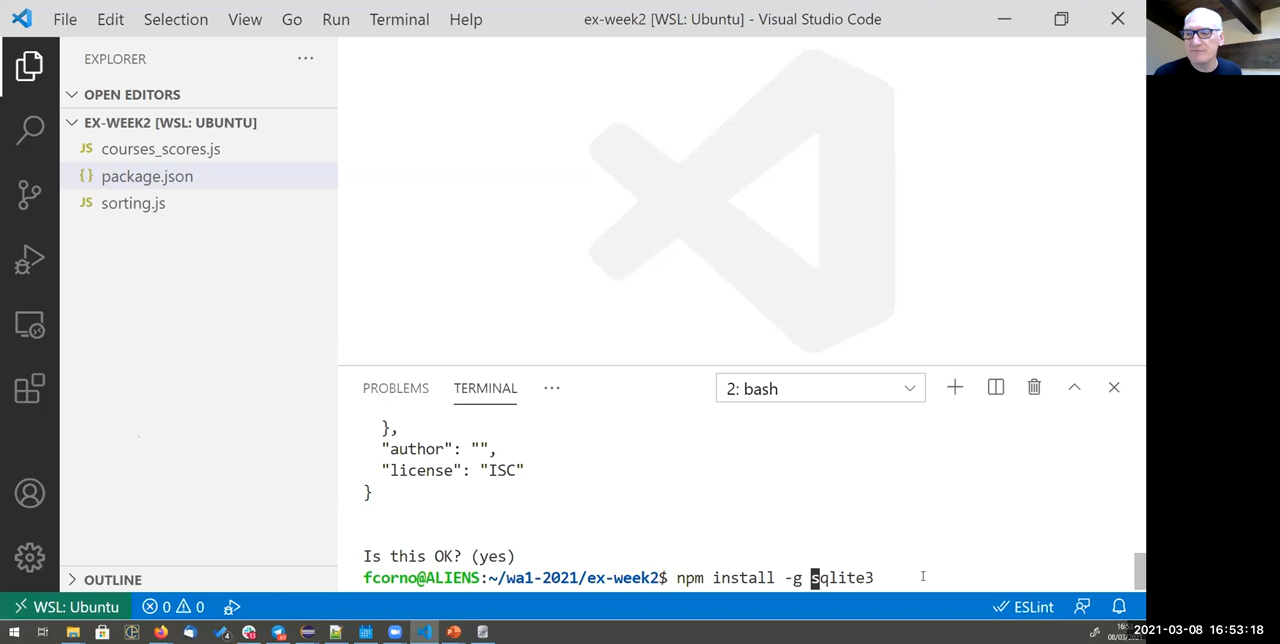 File Edit Selection View Go Run Terminal Help ex-week2 [WSL: Ubuntu] - Visual Studio Code
EXPLORER
OPEN EDITORS
EX-WEEK2 [WSL: UBUNTU]
JS courses_scores.js
{} package.json
JS sorting.js
PROBLEMS TERMINAL 2: bash
},
"author": "",
"license": "ISC"
}
Is this OK? (yes)
fcorno@ALIENS:~/wa1-2021/ex-week2$ npm install -g sqlite3
OUTLINE
WSL: Ubuntu 0 0 ESLint
2021-03-08 16:53:18